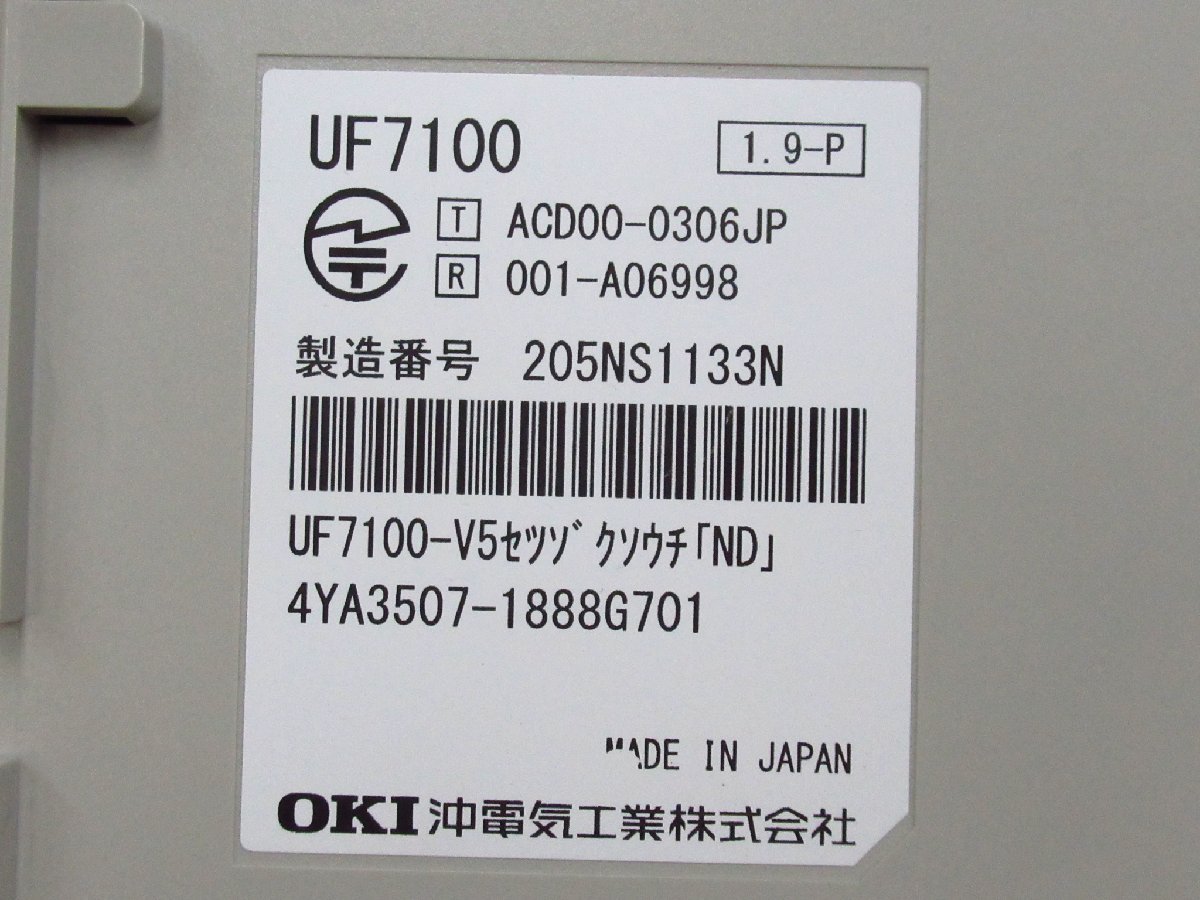 UF7100
1.9-P
T ACD00-0306JP
R 001-A06998
製造番号 205NS1133N
UF7100-V5ｾﾂｿﾞｸｿｳﾁ｢ND｣
4YA3507-1888G701
MADE IN JAPAN
OKI 沖電気工業株式会社